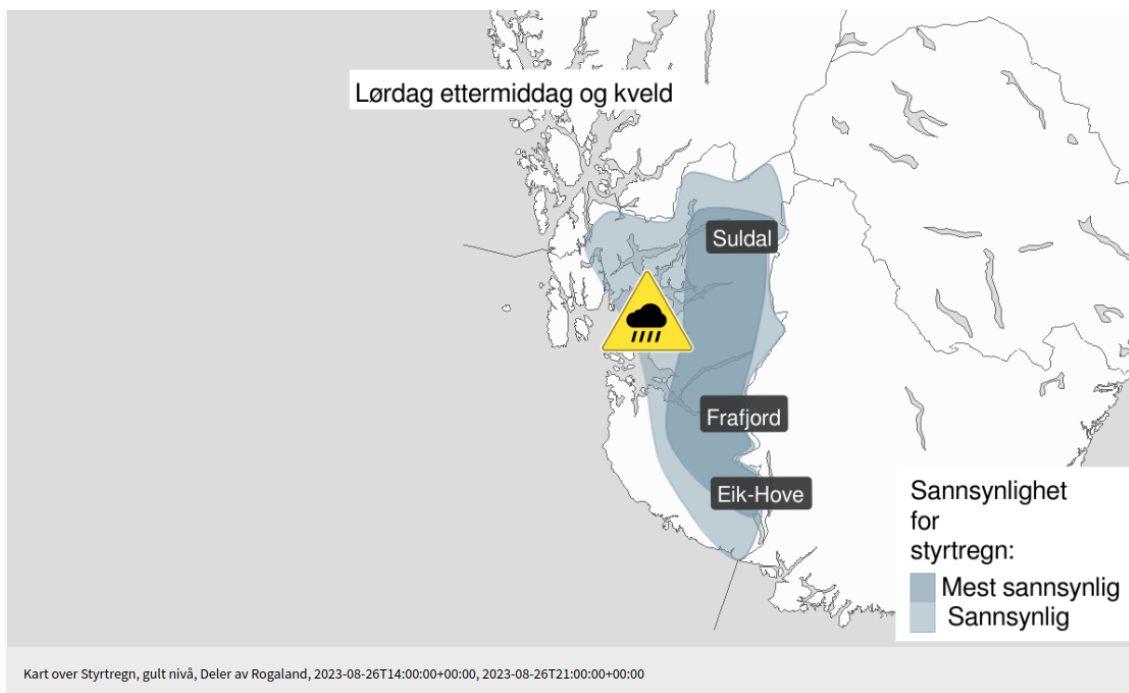 Lørdag ettermiddag og kveld
Suldal
Frafjord
Eik-Hove
Sannsynlighet
for
styrtregn:
Mest sannsynlig
Sannsynlig
Kart over Styrtregn, gult nivå, Deler av Rogaland, 2023-08-26T14:00:00+00:00, 2023-08-26T21:00:00+00:00